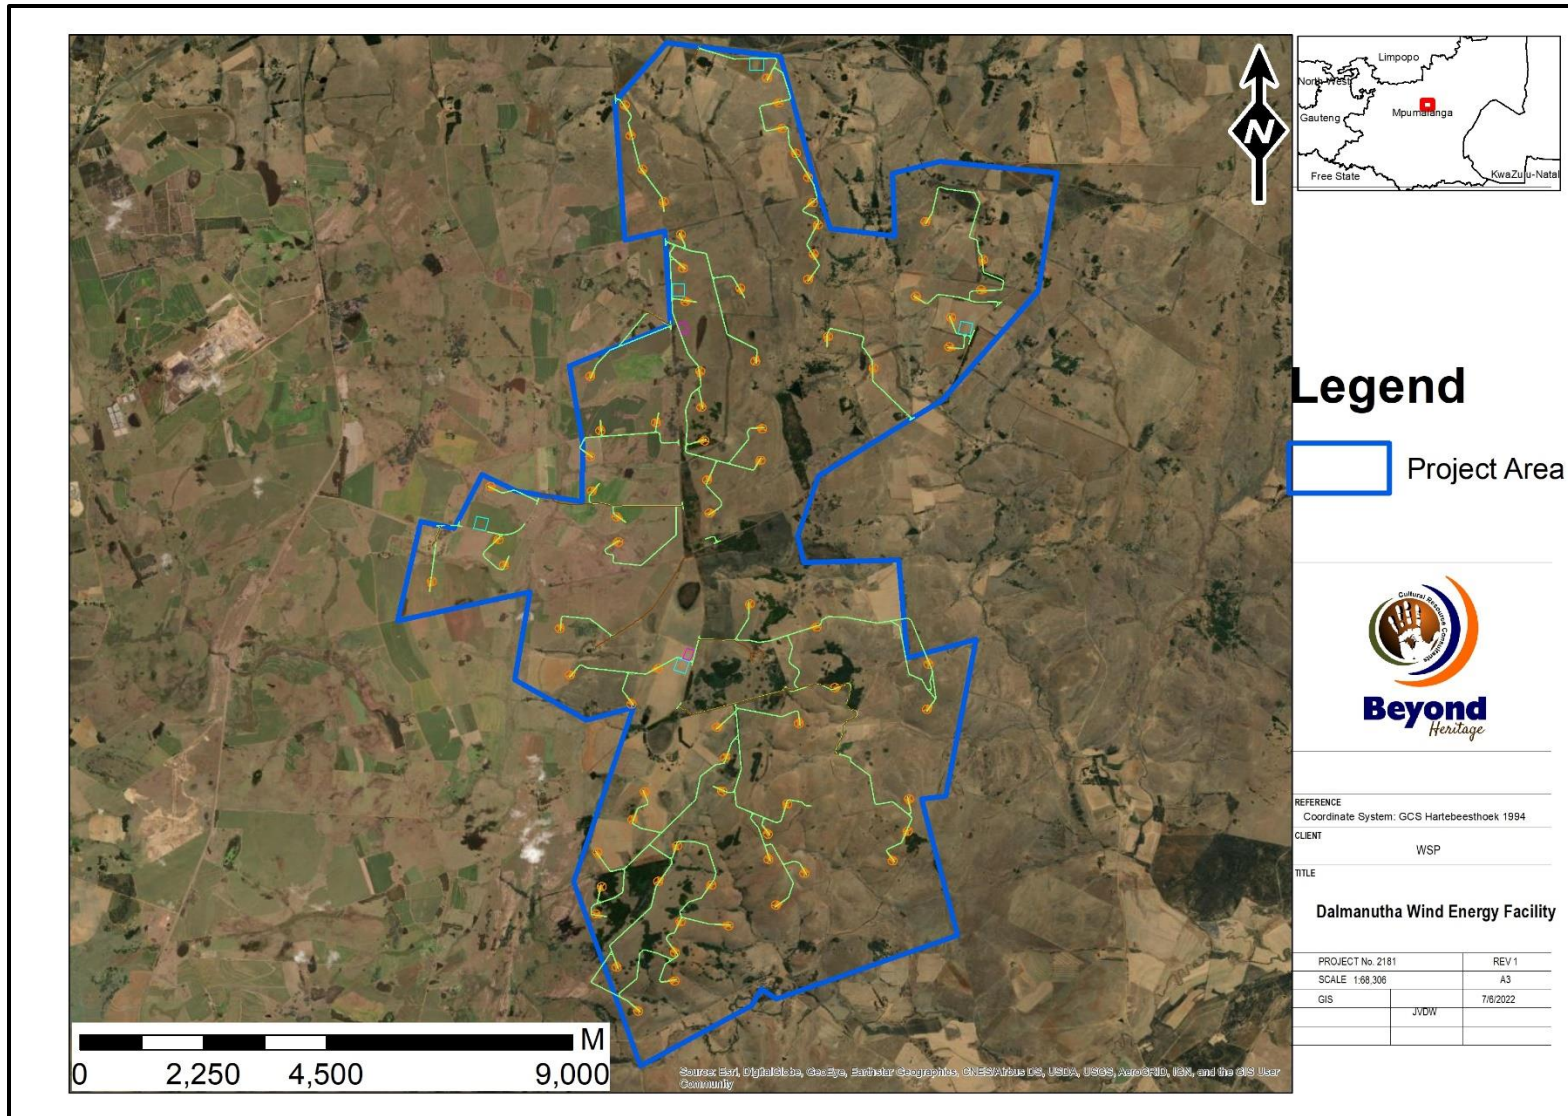 N
Limpopo
North West
Gauteng
Mpumalanga
Free State
KwaZulu-Natal
Legend
Project Area
Cultural Resource Consultants
Beyond
Heritage
REFERENCE
Coordinate System: GCS Hartebeesthoek 1994
CLIENT
WSP
TITLE
Dalmanutha Wind Energy Facility
PROJECT No. 2181 REV 1
SCALE 1:68,306 A3
GIS 7/6/2022
JVDW
M
0 2,250 4,500 9,000
Source: Esri, DigitalGlobe, GeoEye, Earthstar Geographics, CNES/Airbus DS, USDA, USGS, AeroGRID, IGN, and the GIS User
Community